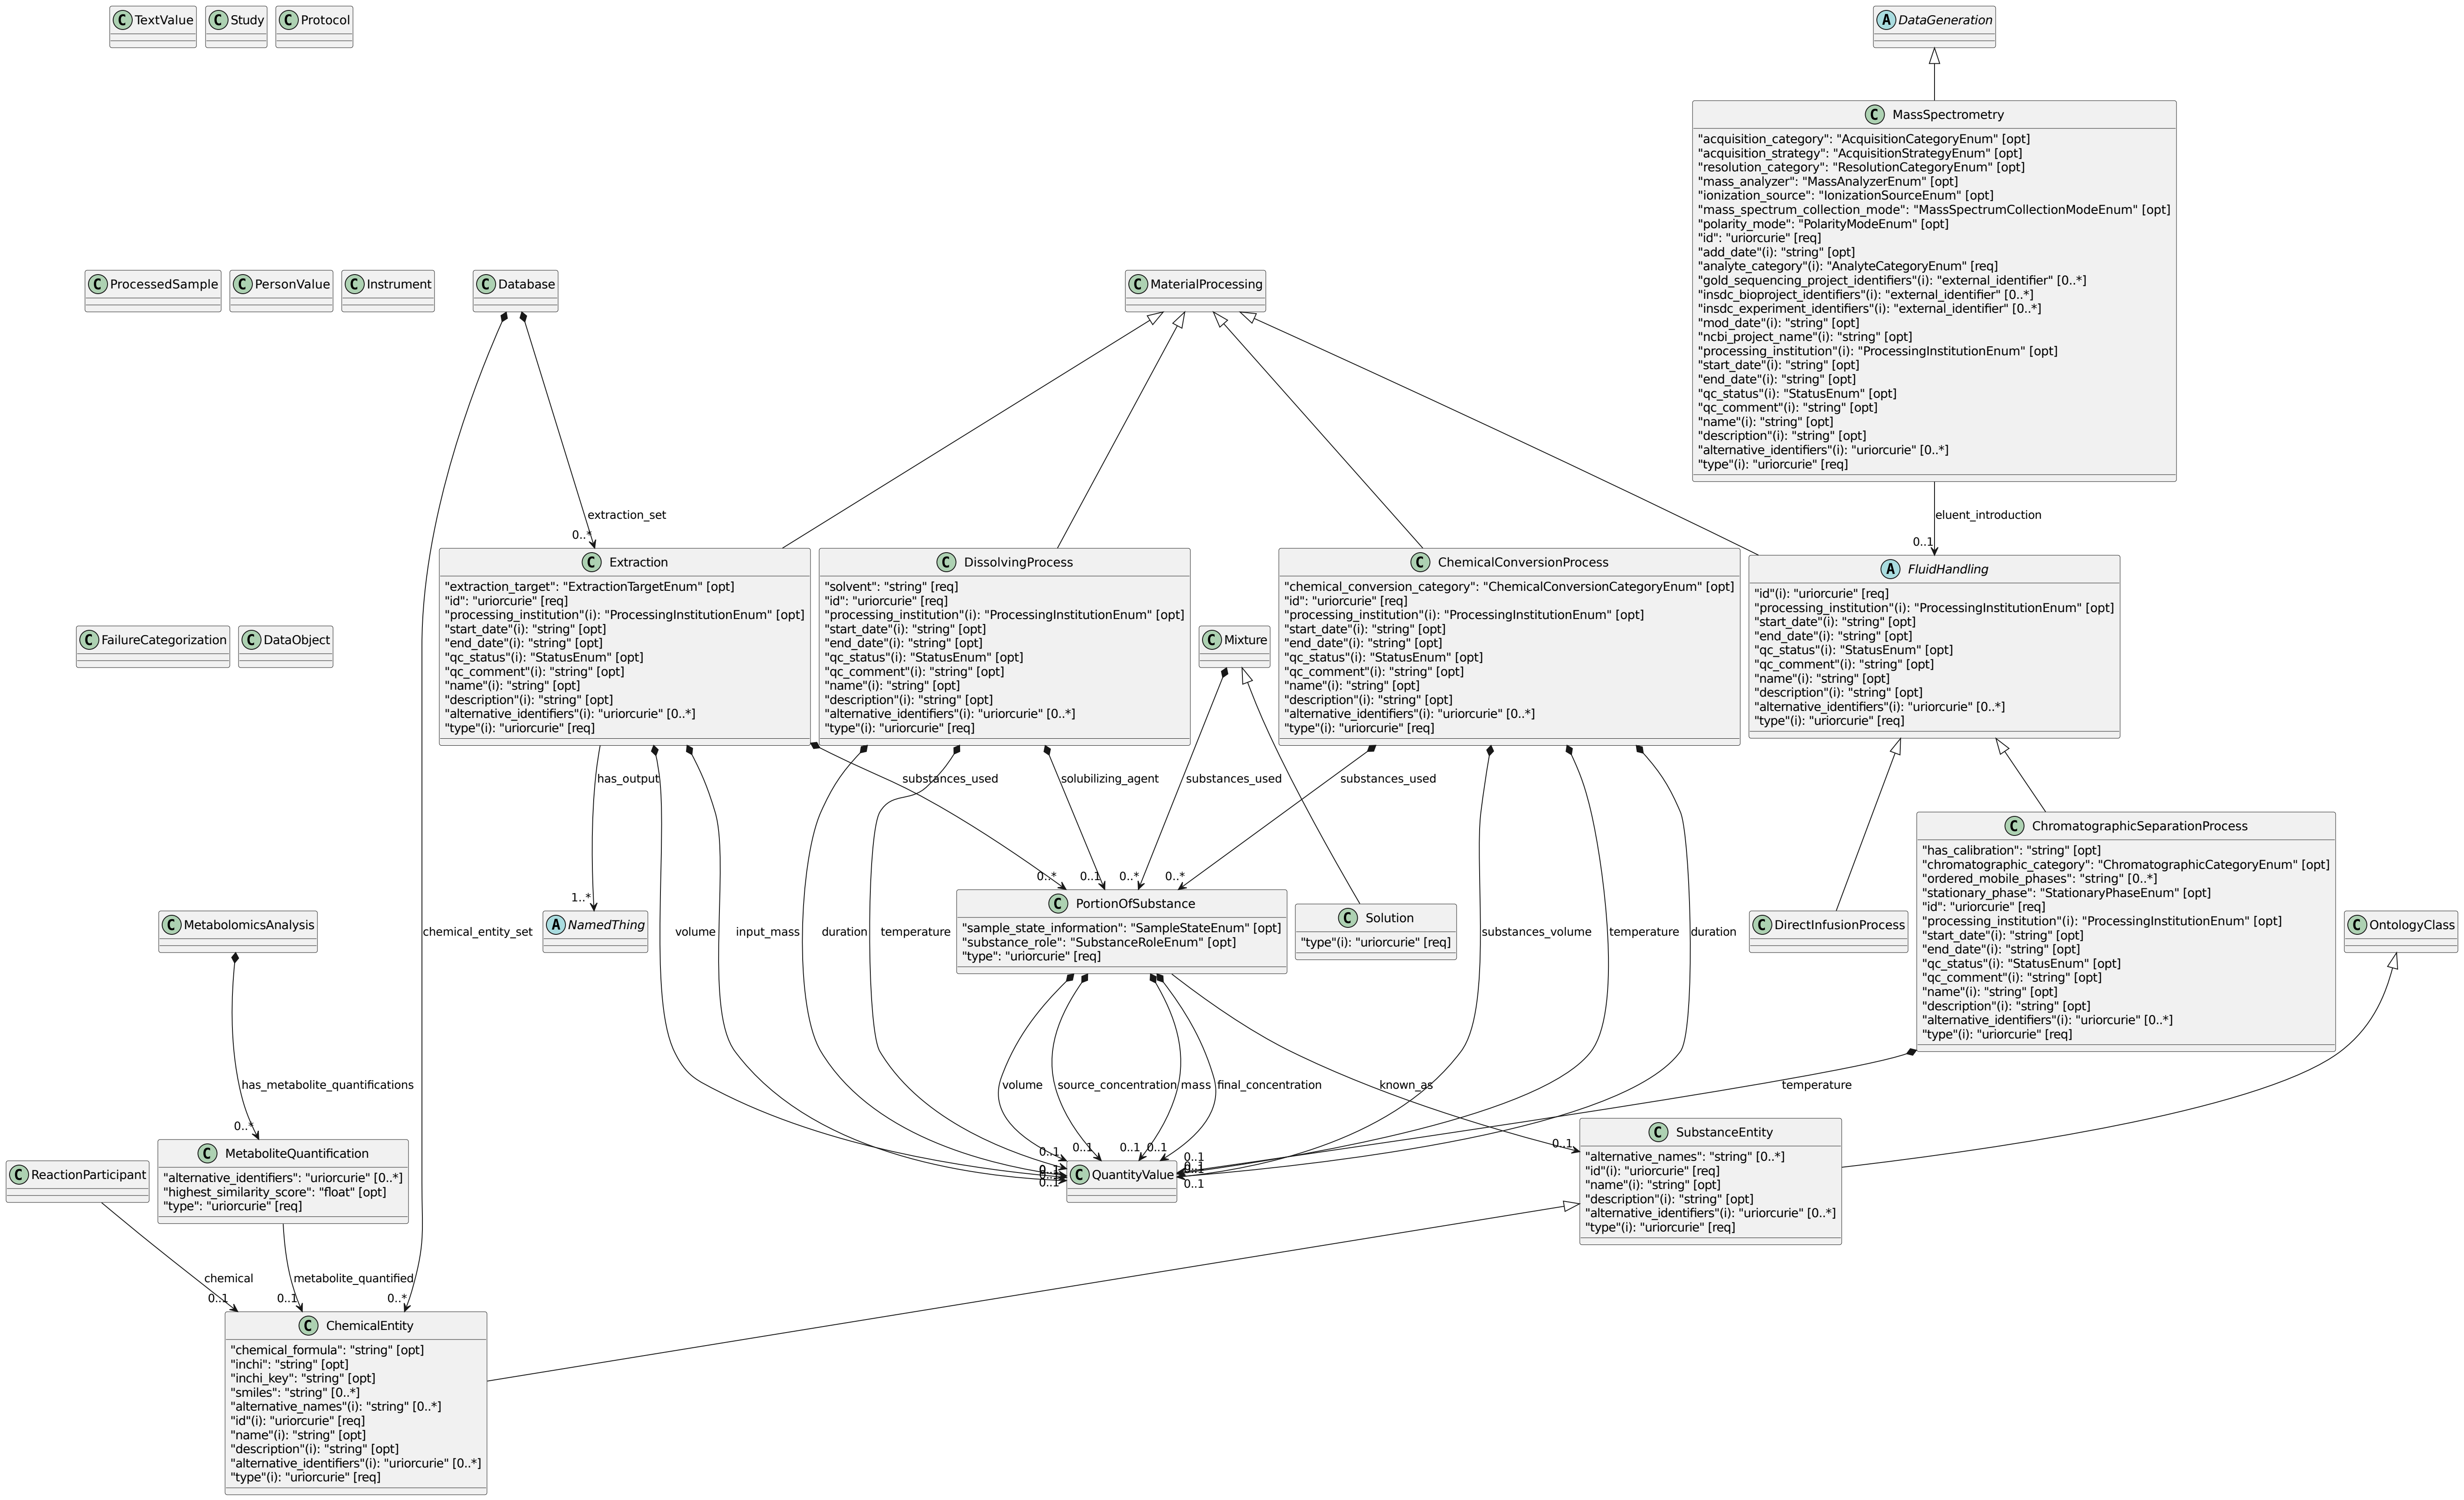 C TextValue
C Study
C Protocol
A DataGeneration
C MassSpectrometry
"acquisition_category": "AcquisitionCategoryEnum" [opt]
"acquisition_strategy": "AcquisitionStrategyEnum" [opt]
"resolution_category": "ResolutionCategoryEnum" [opt]
"mass_analyzer": "MassAnalyzerEnum" [opt]
"ionization_source": "IonizationSourceEnum" [opt]
"mass_spectrum_collection_mode": "MassSpectrumCollectionModeEnum" [opt]
"polarity_mode": "PolarityModeEnum" [opt]
"id": "uriorcurie" [req]
"add_date"(i): "string" [opt]
"analyte_category"(i): "AnalyteCategoryEnum" [req]
"gold_sequencing_project_identifiers"(i): "external_identifier" [0..*]
"insdc_bioproject_identifiers"(i): "external_identifier" [0..*]
"insdc_experiment_identifiers"(i): "external_identifier" [0..*]
"mod_date"(i): "string" [opt]
"ncbi_project_name"(i): "string" [opt]
"processing_institution"(i): "ProcessingInstitutionEnum" [opt]
"start_date"(i): "string" [opt]
"end_date"(i): "string" [opt]
"qc_status"(i): "StatusEnum" [opt]
"qc_comment"(i): "string" [opt]
"name"(i): "string" [opt]
"description"(i): "string" [opt]
"alternative_identifiers"(i): "uriorcurie" [0..*]
"type"(i): "uriorcurie" [req]
C ProcessedSample
C PersonValue
C Instrument
C Database
C MaterialProcessing
extraction_set
0..*
eluent_introduction
0..1
C Extraction
"extraction_target": "ExtractionTargetEnum" [opt]
"id": "uriorcurie" [req]
"processing_institution"(i): "ProcessingInstitutionEnum" [opt]
"start_date"(i): "string" [opt]
"end_date"(i): "string" [opt]
"qc_status"(i): "StatusEnum" [opt]
"qc_comment"(i): "string" [opt]
"name"(i): "string" [opt]
"description"(i): "string" [opt]
"alternative_identifiers"(i): "uriorcurie" [0..*]
"type"(i): "uriorcurie" [req]
C DissolvingProcess
"solvent": "string" [req]
"id": "uriorcurie" [req]
"processing_institution"(i): "ProcessingInstitutionEnum" [opt]
"start_date"(i): "string" [opt]
"end_date"(i): "string" [opt]
"qc_status"(i): "StatusEnum" [opt]
"qc_comment"(i): "string" [opt]
"name"(i): "string" [opt]
"description"(i): "string" [opt]
"alternative_identifiers"(i): "uriorcurie" [0..*]
"type"(i): "uriorcurie" [req]
C Mixture
C ChemicalConversionProcess
"chemical_conversion_category": "ChemicalConversionCategoryEnum" [opt]
"id": "uriorcurie" [req]
"processing_institution"(i): "ProcessingInstitutionEnum" [opt]
"start_date"(i): "string" [opt]
"end_date"(i): "string" [opt]
"qc_status"(i): "StatusEnum" [opt]
"qc_comment"(i): "string" [opt]
"name"(i): "string" [opt]
"description"(i): "string" [opt]
"alternative_identifiers"(i): "uriorcurie" [0..*]
"type"(i): "uriorcurie" [req]
A FluidHandling
"id"(i): "uriorcurie" [req]
"processing_institution"(i): "ProcessingInstitutionEnum" [opt]
"start_date"(i): "string" [opt]
"end_date"(i): "string" [opt]
"qc_status"(i): "StatusEnum" [opt]
"qc_comment"(i): "string" [opt]
"name"(i): "string" [opt]
"description"(i): "string" [opt]
"alternative_identifiers"(i): "uriorcurie" [0..*]
"type"(i): "uriorcurie" [req]
C FailureCategorization
C DataObject
has_output
substances_used
solubilizing_agent
substances_used
substances_used
1..*
0..*
0..1
0..*
0..*
C MetabolomicsAnalysis
chemical_entity_set
A NamedThing
volume
input_mass
duration
temperature
C PortionOfSubstance
"sample_state_information": "SampleStateEnum" [opt]
"substance_role": "SubstanceRoleEnum" [opt]
"type": "uriorcurie" [req]
C Solution
"type"(i): "uriorcurie" [req]
substances_volume
temperature
duration
C DirectInfusionProcess
C ChromatographicSeparationProcess
"has_calibration": "string" [opt]
"chromatographic_category": "ChromatographicCategoryEnum" [opt]
"ordered_mobile_phases": "string" [0..*]
"stationary_phase": "StationaryPhaseEnum" [opt]
"id": "uriorcurie" [req]
"processing_institution"(i): "ProcessingInstitutionEnum" [opt]
"start_date"(i): "string" [opt]
"end_date"(i): "string" [opt]
"qc_status"(i): "StatusEnum" [opt]
"qc_comment"(i): "string" [opt]
"name"(i): "string" [opt]
"description"(i): "string" [opt]
"alternative_identifiers"(i): "uriorcurie" [0..*]
"type"(i): "uriorcurie" [req]
C OntologyClass
has_metabolite_quantifications
0..*
volume
source_concentration
mass
final_concentration
known_as
temperature
0..1
0..1
0..1
0..1
0..1
0..1
0..1
0..1
0..1
C ReactionParticipant
C MetaboliteQuantification
"alternative_identifiers": "uriorcurie" [0..*]
"highest_similarity_score": "float" [opt]
"type": "uriorcurie" [req]
C QuantityValue
C SubstanceEntity
"alternative_names": "string" [0..*]
"id"(i): "uriorcurie" [req]
"name"(i): "string" [opt]
"description"(i): "string" [opt]
"alternative_identifiers"(i): "uriorcurie" [0..*]
"type"(i): "uriorcurie" [req]
chemical
metabolite_quantified
0..1
0..1
0..*
C ChemicalEntity
"chemical_formula": "string" [opt]
"inchi": "string" [opt]
"inchi_key": "string" [opt]
"smiles": "string" [0..*]
"alternative_names"(i): "string" [0..*]
"id"(i): "uriorcurie" [req]
"name"(i): "string" [opt]
"description"(i): "string" [opt]
"alternative_identifiers"(i): "uriorcurie" [0..*]
"type"(i): "uriorcurie" [req]